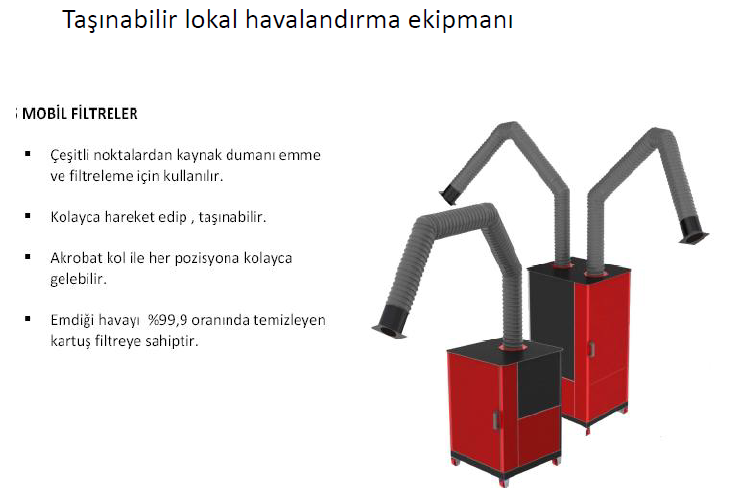 Taşınabilir lokal havalandırma ekipmanı
MOBİL FİLTRELER
▪ Çeşitli noktalardan kaynak dumanı emme
ve filtreleme için kullanılır.
▪ Kolayca hareket edip , taşınabilir.
▪ Akrobat kol ile her pozisyona kolayca
gelebilir.
▪ Emdiği havayı %99,9 oranında temizleyen
kartuş filtreye sahiptir.